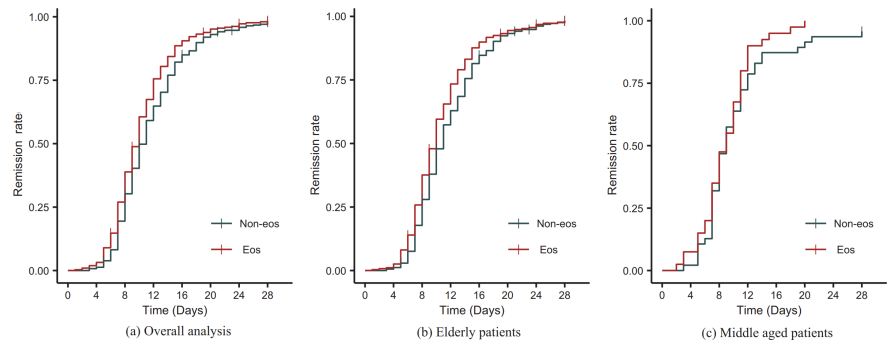 1.00
0.75
0.50
0.25
0.00
Remission rate
Non-eos
Eos
0 4 8 12 16 20 24 28
Time (Days)
(a) Overall analysis
1.00
0.75
0.50
0.25
0.00
Remission rate
Non-eos
Eos
0 4 8 12 16 20 24 28
Time (Days)
(b) Elderly patients
1.00
0.75
0.50
0.25
0.00
Remission rate
Non-eos
Eos
0 4 8 12 16 20 24 28
Time (Days)
(c) Middle aged patients